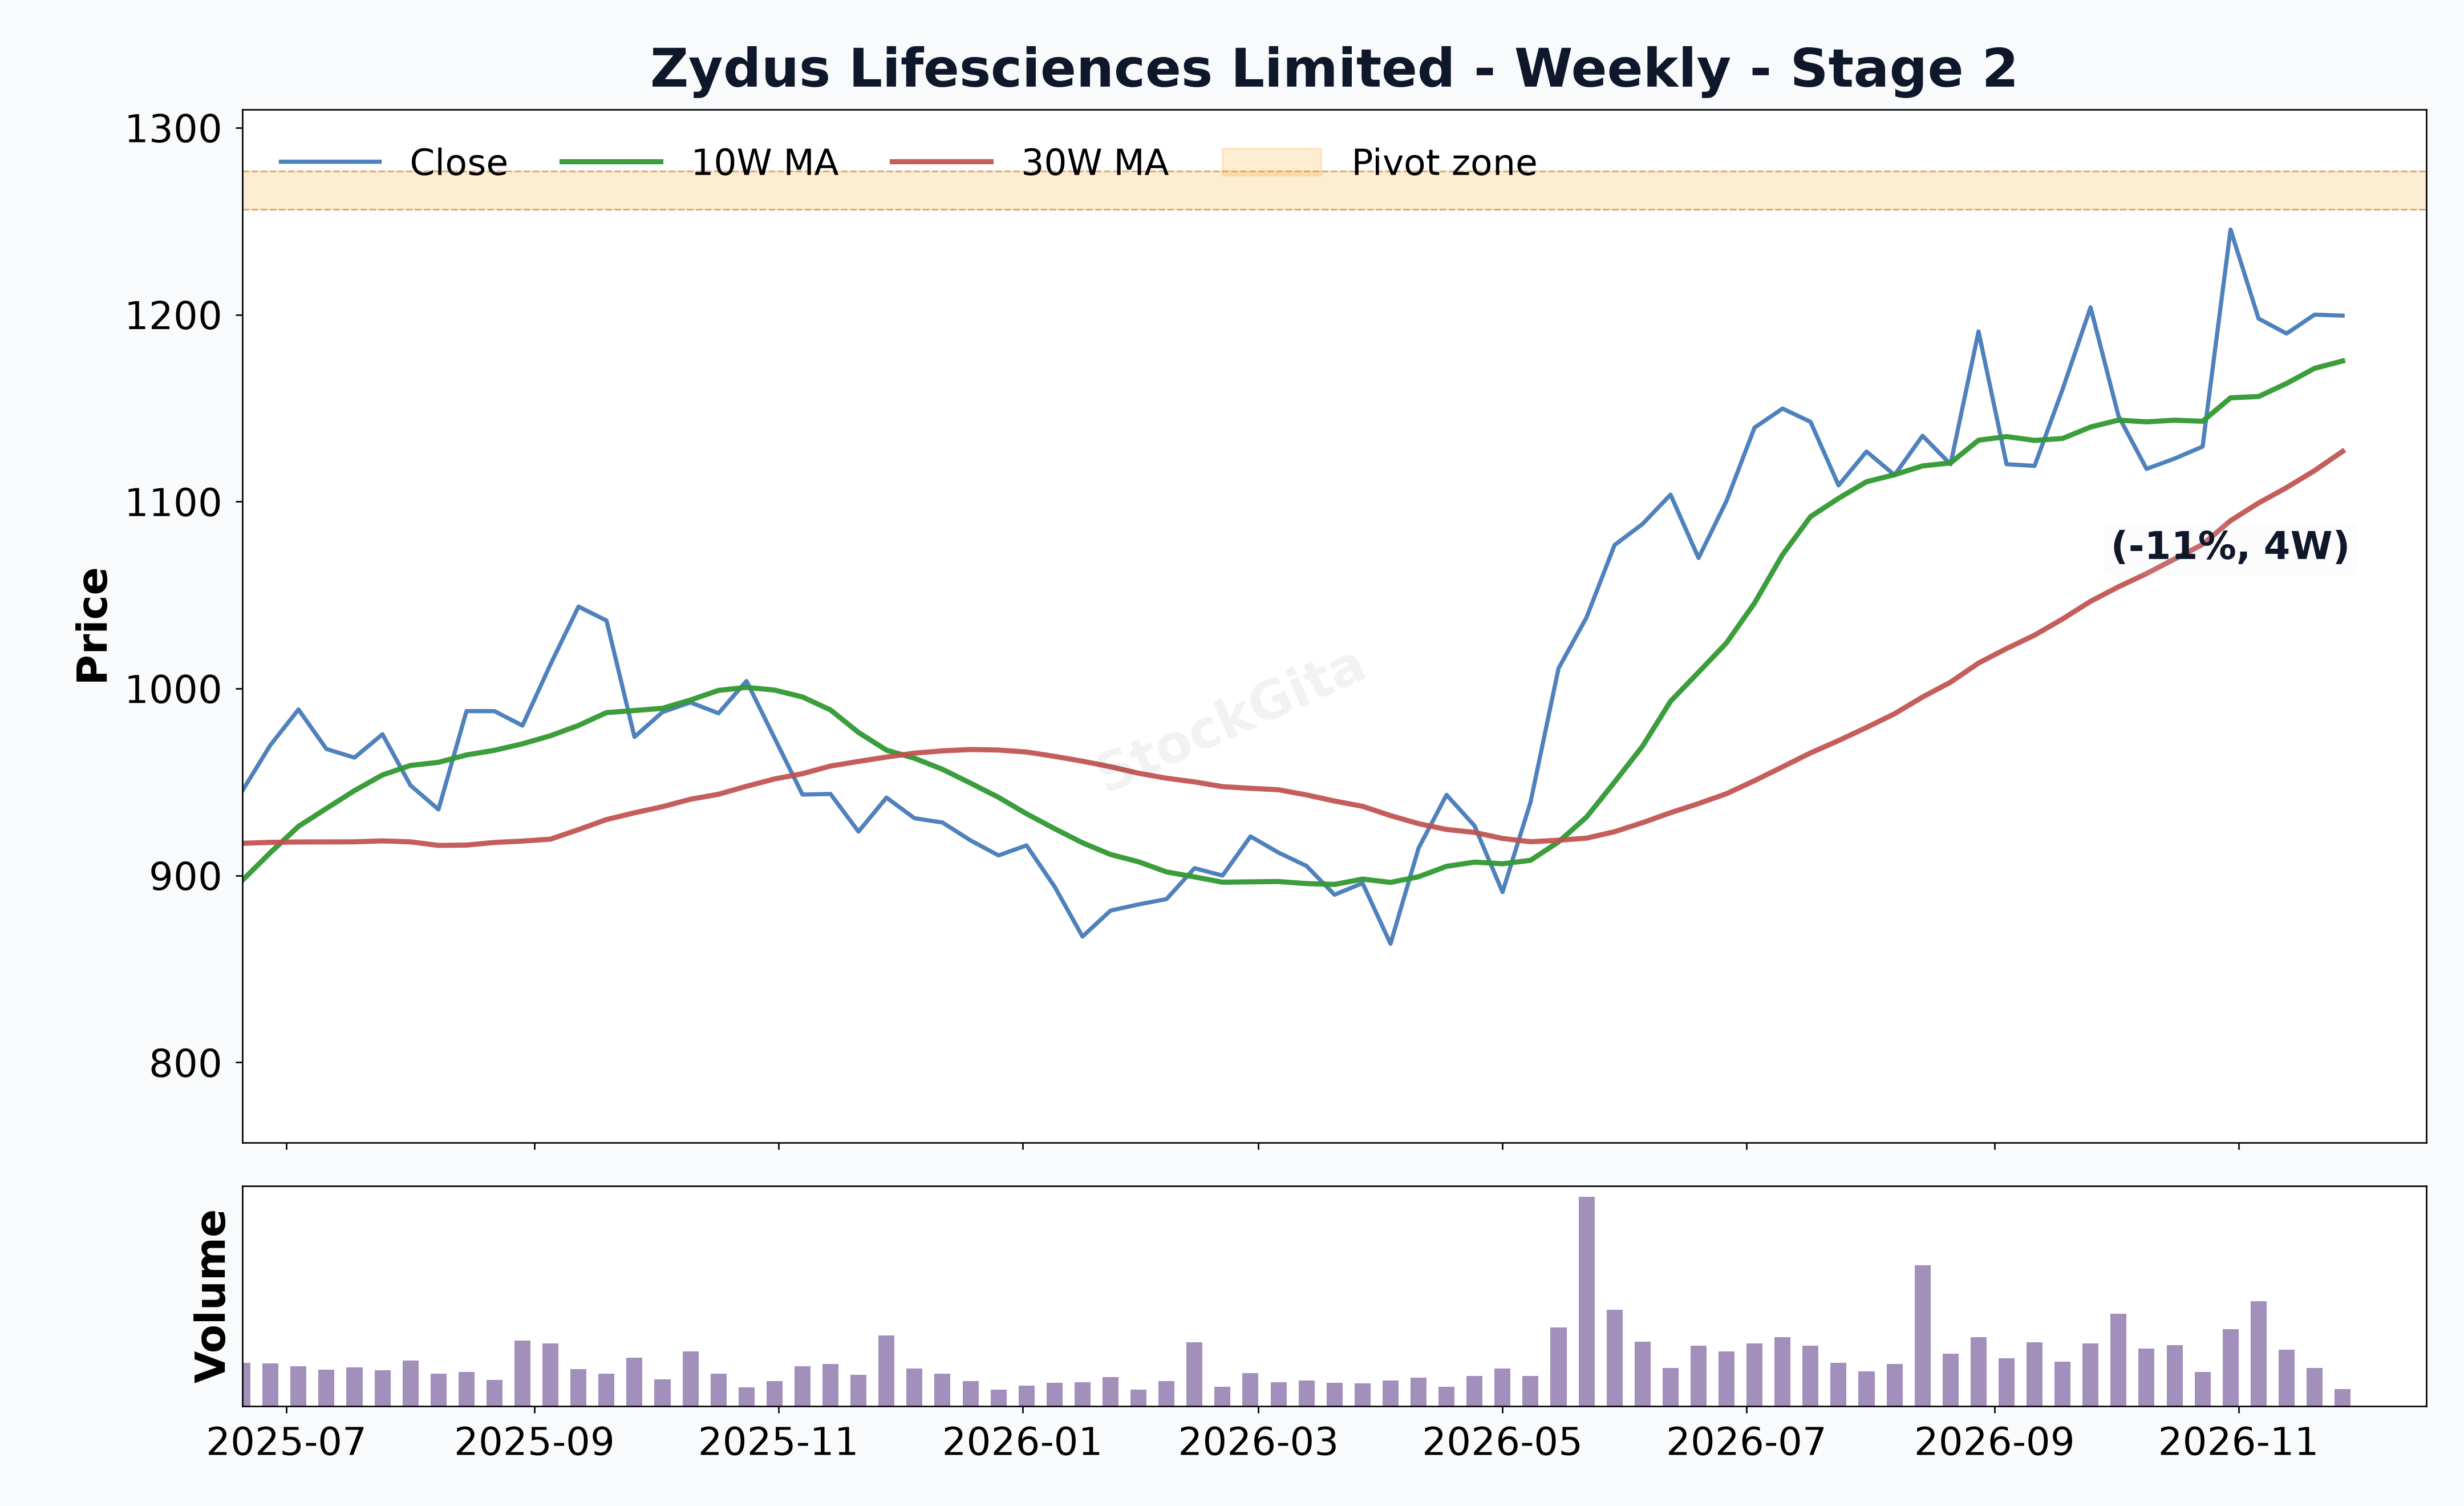 Zydus Lifesciences Limited - Weekly - Stage 2
1300
1200
1100
1000
900
800
Price
Close
10W MA
30W MA
Pivot zone
(-11%, 4W)
StockGita
Volume
2025-07
2025-09
2025-11
2026-01
2026-03
2026-05
2026-07
2026-09
2026-11